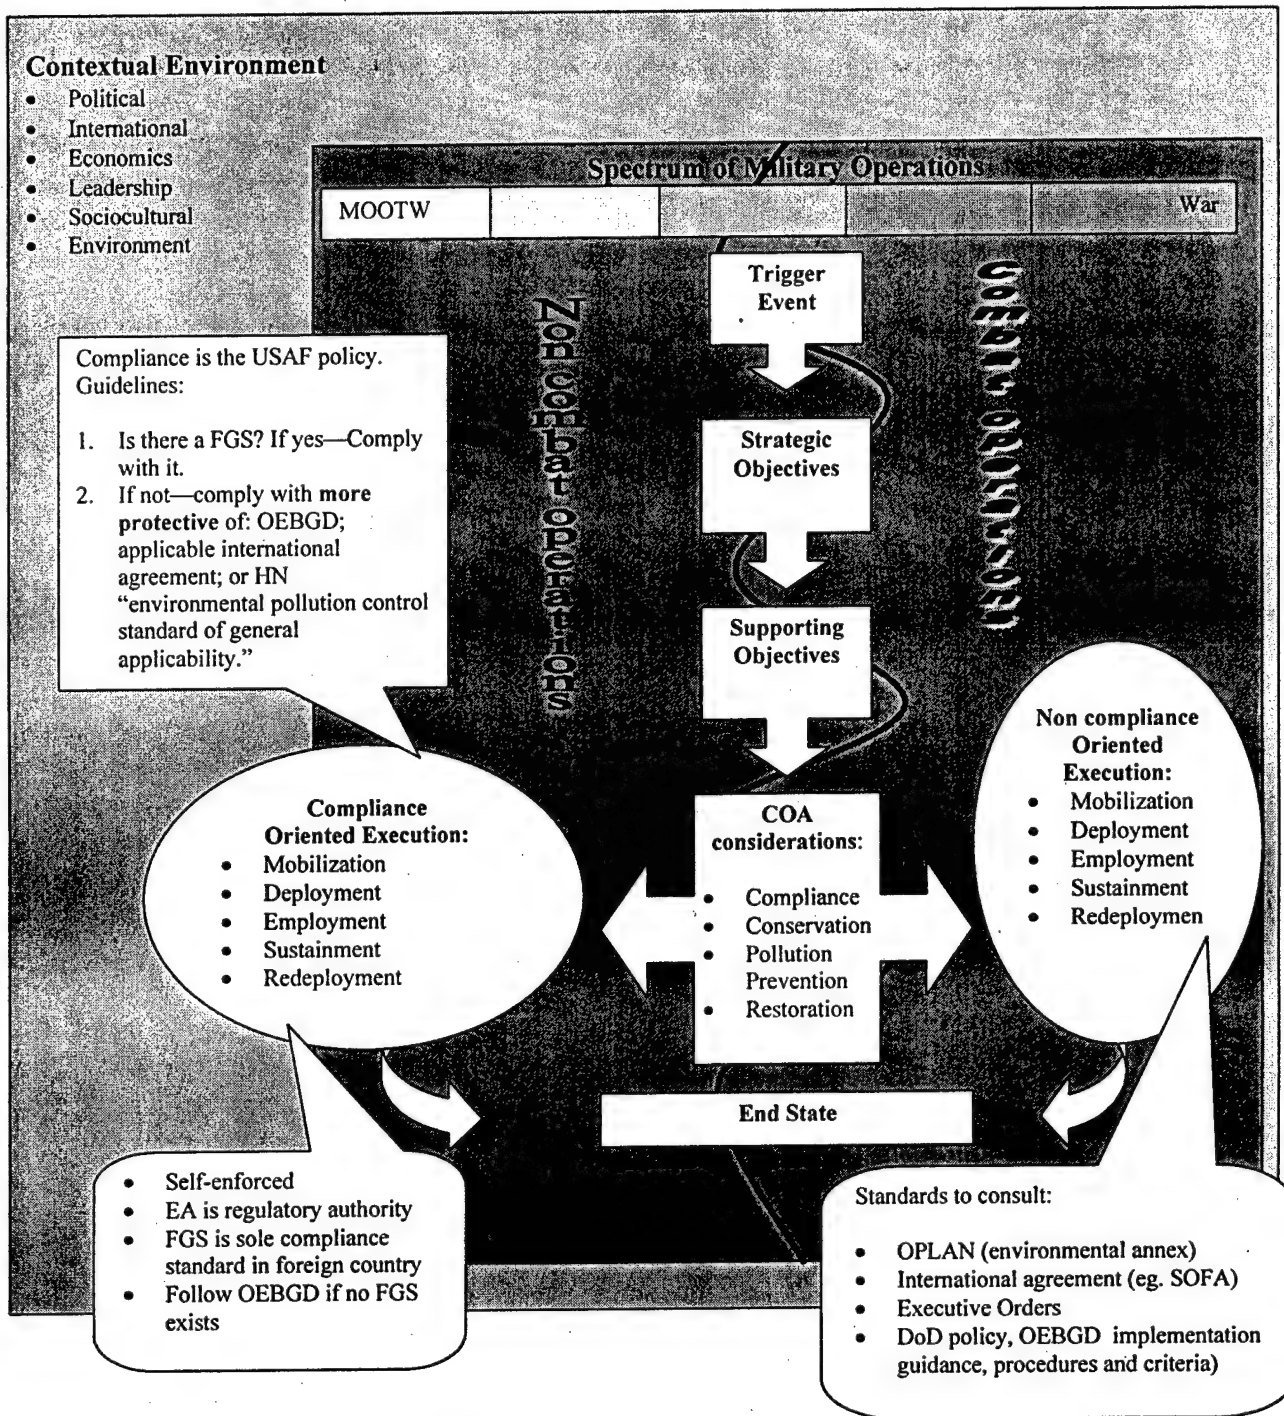 Contextual Environment
• Political
• International
• Economics
• Leadership
• Sociocultural
• Environment
Spectrum of Military Operations
MOOTW
War
Trigger
Event
Non combat operations
Combat operations
Compliance is the USAF policy.
Guidelines:
1. Is there a FGS? If yes—Comply
with it.
2. If not—comply with more
protective of: OEBGD;
applicable international
agreement; or HN
“environmental pollution control
standard of general
applicability.”
Strategic
Objectives
Supporting
Objectives
Compliance
Oriented Execution:
• Mobilization
• Deployment
• Employment
• Sustainment
• Redeployment
COA
considerations:
• Compliance
• Conservation
• Pollution
Prevention
• Restoration
Non compliance
Oriented
Execution:
• Mobilization
• Deployment
• Employment
• Sustainment
• Redeploymen
End State
• Self-enforced
• EA is regulatory authority
• FGS is sole compliance
standard in foreign country
• Follow OEBGD if no FGS
exists
Standards to consult:
• OPLAN (environmental annex)
• International agreement (eg. SOFA)
• Executive Orders
• DoD policy, OEBGD implementation
guidance, procedures and criteria)